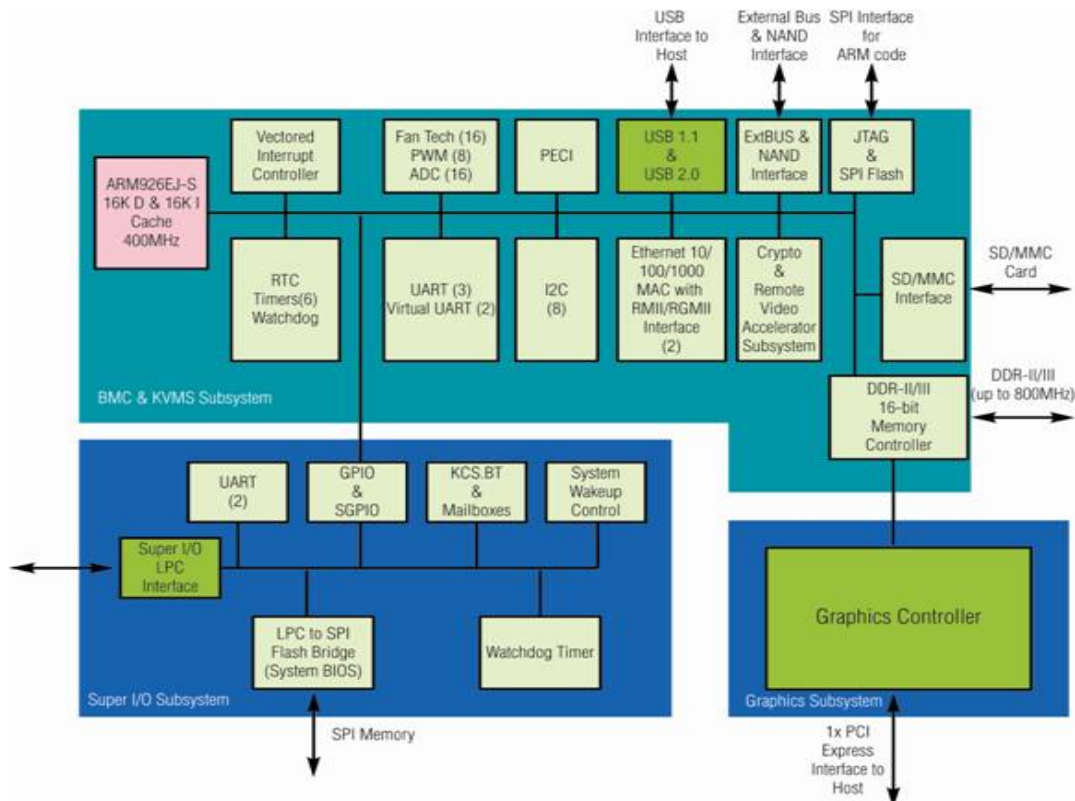 USB
Interface to
Host
External Bus
& NAND
Interface
SPI Interface
for
ARM code
Vectored
Interrupt
Controller
Fan Tech (16)
PWM (8)
ADC (16)
PECI
USB 1.1
&
USB 2.0
ExtBUS &
NAND
Interface
JTAG
&
SPI Flash
ARM926EJ-S
16K D & 16K I
Cache
400MHz
RTC
Timers(6)
Watchdog
UART (3)
Virtual UART (2)
I2C
(8)
Ethernet 10/
100/1000
MAC with
RMII/RGMII
Interface
(2)
Crypto
&
Remote
Video
Accelerator
Subsystem
SD/MMC
Interface
SD/MMC
Card
BMC & KVMS Subsystem
DDR-II/III
16-bit
Memory
Controller
DDR-II/III
(up to 800MHz)
UART
(2)
GPIO
&
SGPIO
KCS.BT
&
Mailboxes
System
Wakeup
Control
Super I/O
LPC
Interface
LPC to SPI
Flash Bridge
(System BIOS)
Watchdog Timer
Super I/O Subsystem
SPI Memory
Graphics Controller
Graphics Subsystem
1x PCI
Express
Interface to
Host